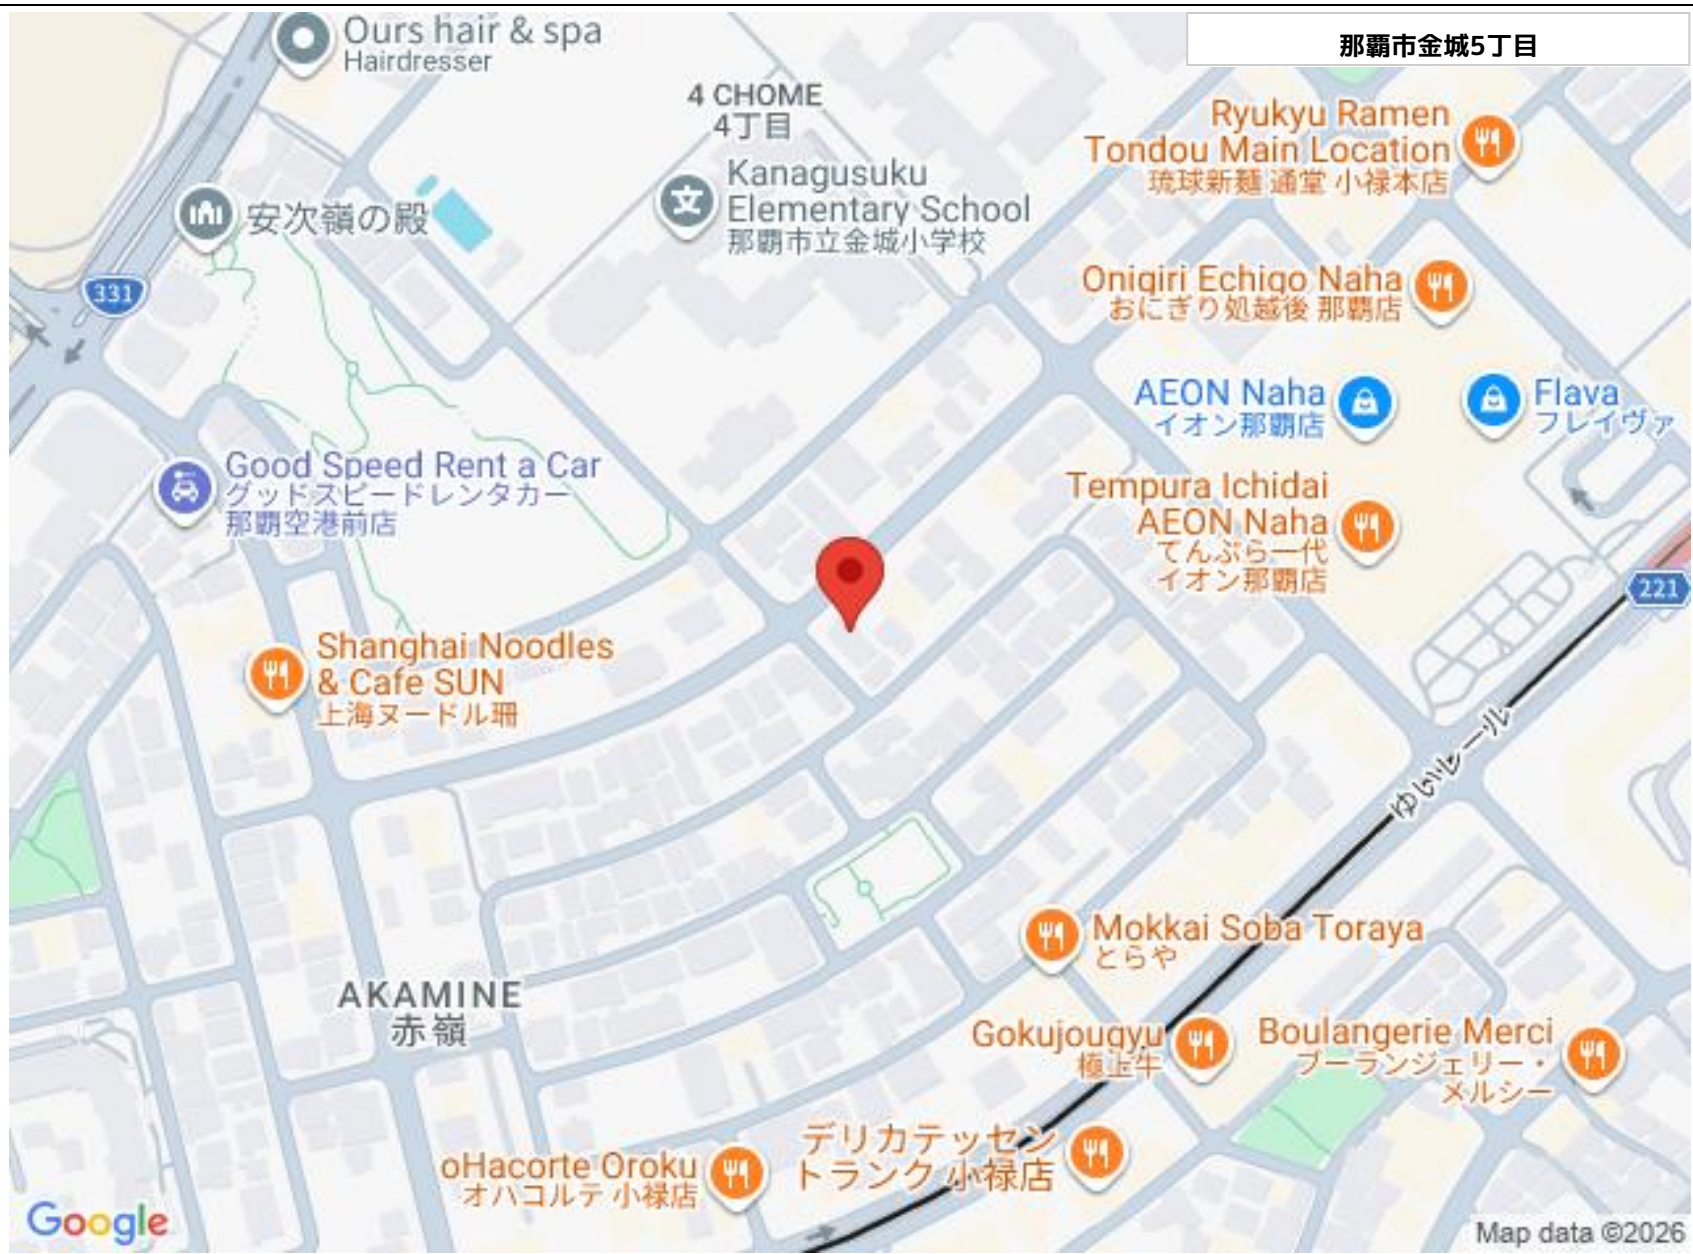 Ours hair & spa
Hairdresser
那覇市金城5丁目
4 CHOME
4丁目
Ryukyu Ramen
Tondou Main Location
琉球新麺 通堂 小禄本店
Kanagusuku
Elementary School
那覇市立金城小学校
安次嶺の殿
331
Onigiri Echigo Naha
おにぎり処越後 那覇店
AEON Naha
イオン那覇店
Flava
フレイヴァ
Good Speed Rent a Car
グッドスピードレンタカー
那覇空港前店
Tempura Ichidai
AEON Naha
てんぷら一代
イオン那覇店
221
Shanghai Noodles
& Cafe SUN
上海ヌードル珊
ゆいレール
Mokkai Soba Toraya
とらや
AKAMINE
赤嶺
Gokujougyu
極上牛
Boulangerie Merci
ブーランジェリー・
メルシー
デリカテッセン
トランク 小禄店
oHacorte Oroku
オハコルテ 小禄店
Google
Map data ©2026